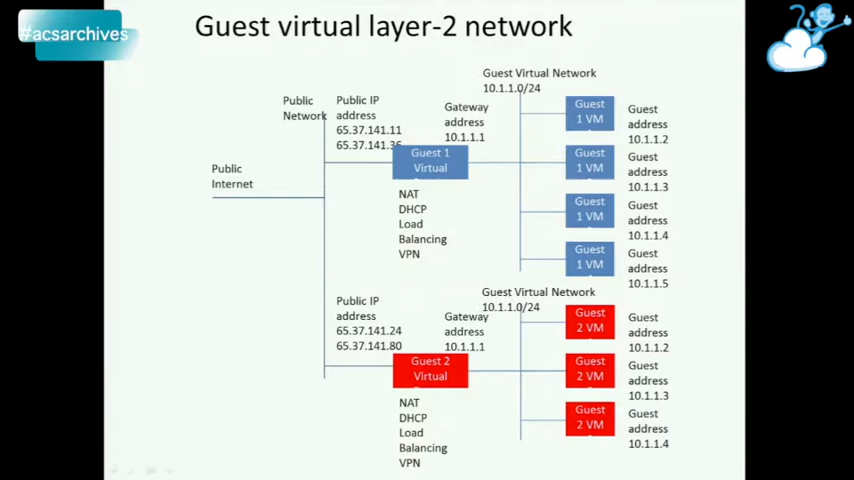 #acsarchives
Guest virtual layer-2 network
Public
Network
Public IP
address
65.37.141.11
65.37.141.36
Gateway
address
10.1.1.1
Guest Virtual Network
10.1.1.0/24
Guest 1
Virtual
NAT
DHCP
Load
Balancing
VPN
Public
Internet
Guest
1 VM
Guest
address
10.1.1.2
Guest
1 VM
Guest
address
10.1.1.3
Guest
1 VM
Guest
address
10.1.1.4
Guest
1 VM
Guest
address
10.1.1.5
Public IP
address
65.37.141.24
65.37.141.80
Gateway
address
10.1.1.1
Guest Virtual Network
10.1.1.0/24
Guest 2
Virtual
NAT
DHCP
Load
Balancing
VPN
Guest
2 VM
Guest
address
10.1.1.2
Guest
2 VM
Guest
address
10.1.1.3
Guest
2 VM
Guest
address
10.1.1.4